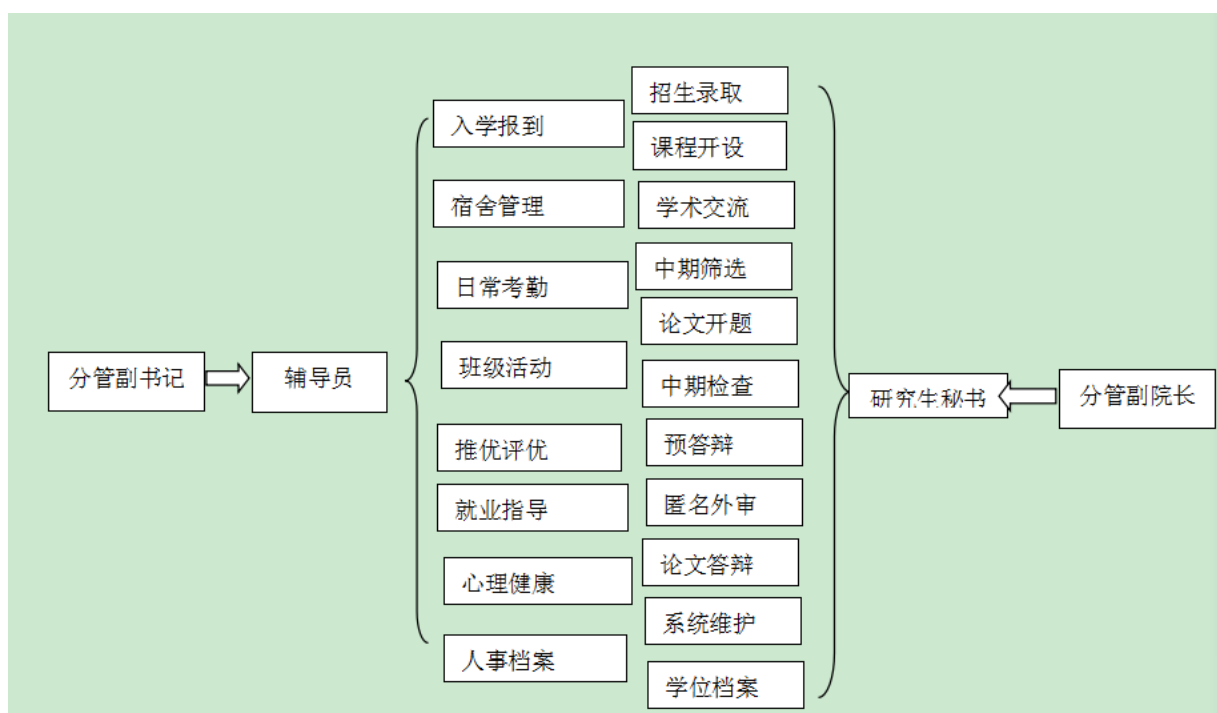 分管副书记
辅导员
入学报到
宿舍管理
日常考勤
班级活动
推优评优
就业指导
心理健康
人事档案
招生录取
课程开设
学术交流
中期筛选
论文开题
中期检查
预答辩
匿名外审
论文答辩
系统维护
学位档案
研究生秘书
分管副院长